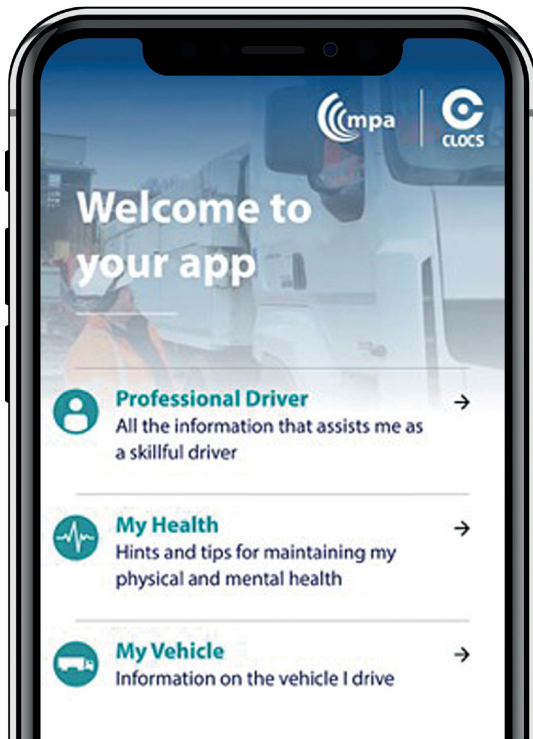 mpa
CLOCS
Welcome to
your app
Professional Driver
All the information that assists me as
a skillful driver
My Health
Hints and tips for maintaining my
physical and mental health
My Vehicle
Information on the vehicle I drive